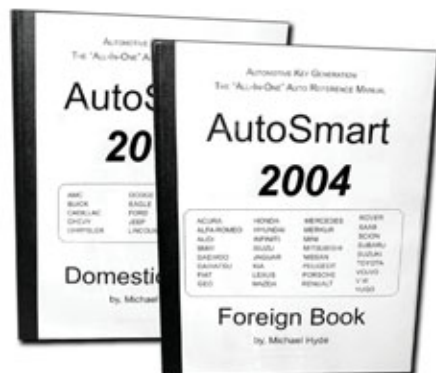 AUTOMOTIVE
THE "ALL-IN-ONE"
AutoS
20
AMC DODGE
BUICK EAGLE
CADILLAC FORD
CHEVY JEEP
CHRYSLER LINCOL
Domestic
by, Michael
AUTOMOTIVE KEY GENERATION
THE "ALL-IN-ONE" AUTO REFERENCE MANUAL
AutoSmart
2004
ACURA HONDA MERCEDES ROVER
ALFA-ROMEO HYUNDAI MERKUR SAAB
AUDI INFINITI MINI SCION
BMW ISUZU MITSUBISHI SUBARU
DAEWOO JAGUAR NISSAN SUZUKI
DAIHATSU KIA PEUGEOT TOYOTA
FIAT LEXUS PORSCHE VOLVO
GEO MAZDA RENAULT V W
YUGO
Foreign Book
by, Michael Hyde